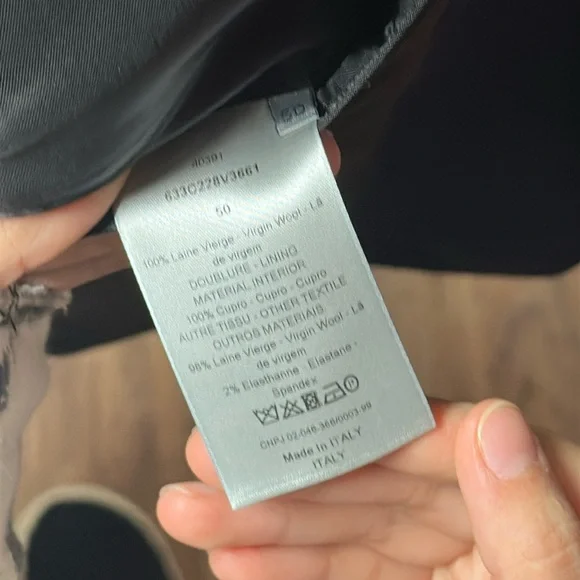 50
40391
633C228V3661
50
100% Laine Vierge - Virgin Wool - Lã
de virgem
DOUBLURE - LINING
MATERIAL INTERIOR
100% Cupro - Cupro - Cupro
AUTRE TISSU - OTHER TEXTILE
OUTROS MATERIAIS
98% Laine Vierge - Virgin Wool - Lã
de virgem
2% Elasthanne - Elastane -
Spandex
CNPJ 02-046-368/0003-99
Made In ITALY
ITALY